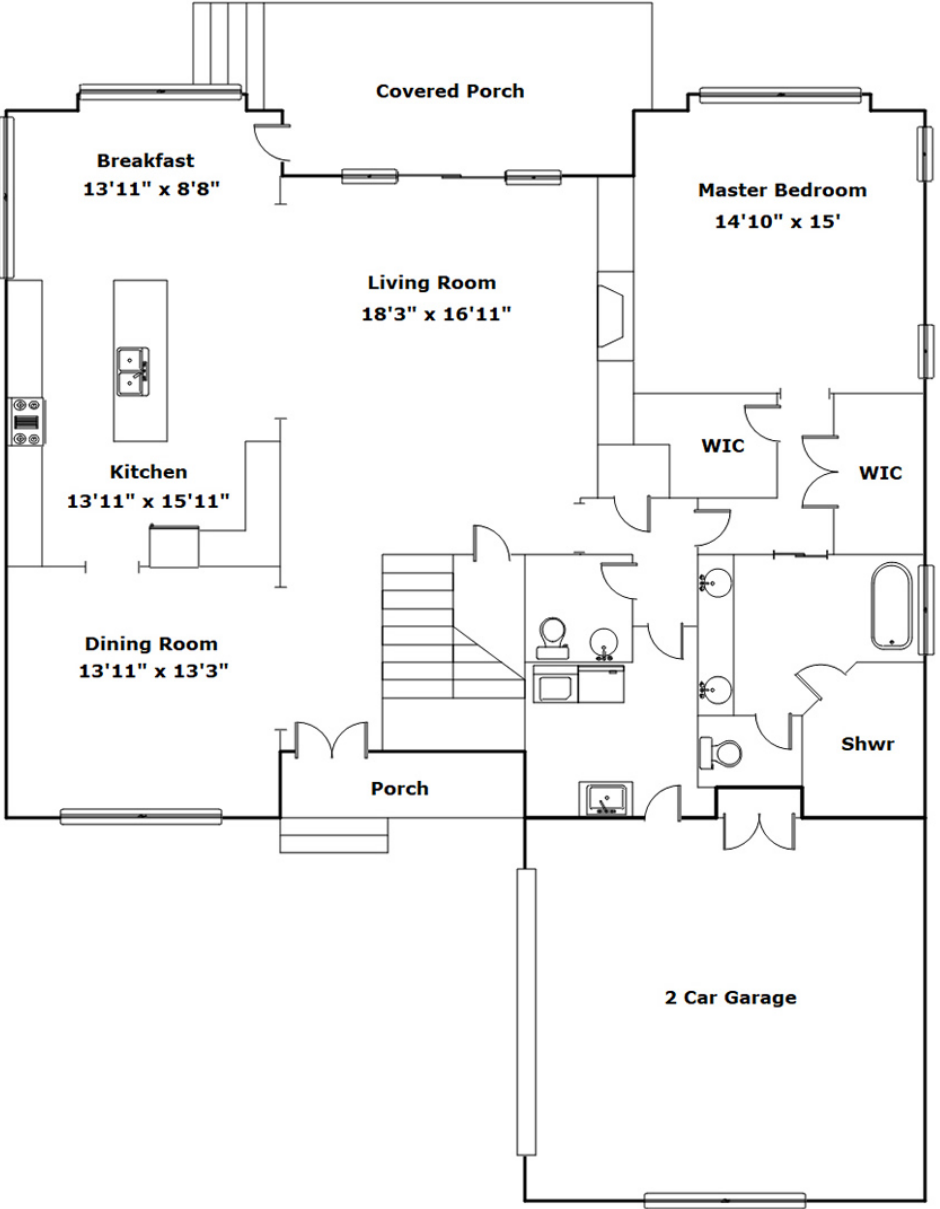 Covered Porch
Breakfast
13'11" x 8'8"
Master Bedroom
14'10" x 15'
Living Room
18'3" x 16'11"
WIC
WIC
Kitchen
13'11" x 15'11"
Dining Room
13'11" x 13'3"
Shwr
Porch
2 Car Garage